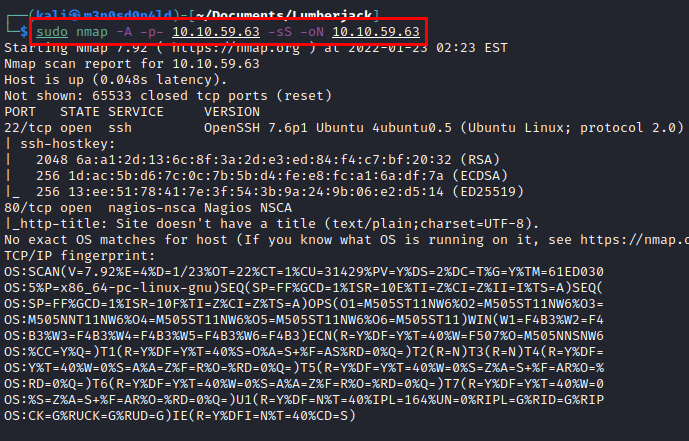 ┌──(kali㉿m3n0sd0n4ld)-[~/Documents/Lumberjack]
└─$ sudo nmap -A -p- 10.10.59.63 -sS -oN 10.10.59.63
Starting Nmap 7.92 ( https://nmap.org ) at 2022-01-23 02:23 EST
Nmap scan report for 10.10.59.63
Host is up (0.048s latency).
Not shown: 65533 closed tcp ports (reset)
PORT   STATE SERVICE     VERSION
22/tcp open  ssh         OpenSSH 7.6p1 Ubuntu 4ubuntu0.5 (Ubuntu Linux; protocol 2.0)
| ssh-hostkey:
|   2048 6a:a1:2d:13:6c:8f:3a:2d:e3:ed:84:f4:c7:bf:20:32 (RSA)
|   256 1d:ac:5b:d6:7c:0c:7b:5b:d4:fe:e8:fc:a1:6a:df:7a (ECDSA)
|_  256 13:ee:51:78:41:7e:3f:54:3b:9a:24:9b:06:e2:d5:14 (ED25519)
80/tcp open  nagios-nsca Nagios NSCA
|_http-title: Site doesn't have a title (text/plain;charset=UTF-8).
No exact OS matches for host (If you know what OS is running on it, see https://nmap.o
TCP/IP fingerprint:
OS:SCAN(V=7.92%E=4%D=1/23%OT=22%CT=1%CU=31429%PV=Y%DS=2%DC=T%G=Y%TM=61ED030
OS:5%P=x86_64-pc-linux-gnu)SEQ(SP=FF%GCD=1%ISR=10E%TI=Z%CI=Z%II=I%TS=A)SEQ(
OS:SP=FF%GCD=1%ISR=10F%TI=Z%CI=Z%TS=A)OPS(O1=M505ST11NW6%O2=M505ST11NW6%O3=
OS:M505NNT11NW6%O4=M505ST11NW6%O5=M505ST11NW6%O6=M505ST11)WIN(W1=F4B3%W2=F4
OS:B3%W3=F4B3%W4=F4B3%W5=F4B3%W6=F4B3)ECN(R=Y%DF=Y%T=40%W=F507%O=M505NNSNW6
OS:%CC=Y%Q=)T1(R=Y%DF=Y%T=40%S=O%A=S+%F=AS%RD=0%Q=)T2(R=N)T3(R=N)T4(R=Y%DF=
OS:Y%T=40%W=0%S=A%A=Z%F=R%O=%RD=0%Q=)T5(R=Y%DF=Y%T=40%W=0%S=Z%A=S+%F=AR%O=%
OS:RD=0%Q=)T6(R=Y%DF=Y%T=40%W=0%S=A%A=Z%F=R%O=%RD=0%Q=)T7(R=Y%DF=Y%T=40%W=0
OS:%S=Z%A=S+%F=AR%O=%RD=0%Q=)U1(R=Y%DF=N%T=40%IPL=164%UN=0%RIPL=G%RID=G%RIP
OS:CK=G%RUCK=G%RUD=G)IE(R=Y%DFI=N%T=40%CD=S)